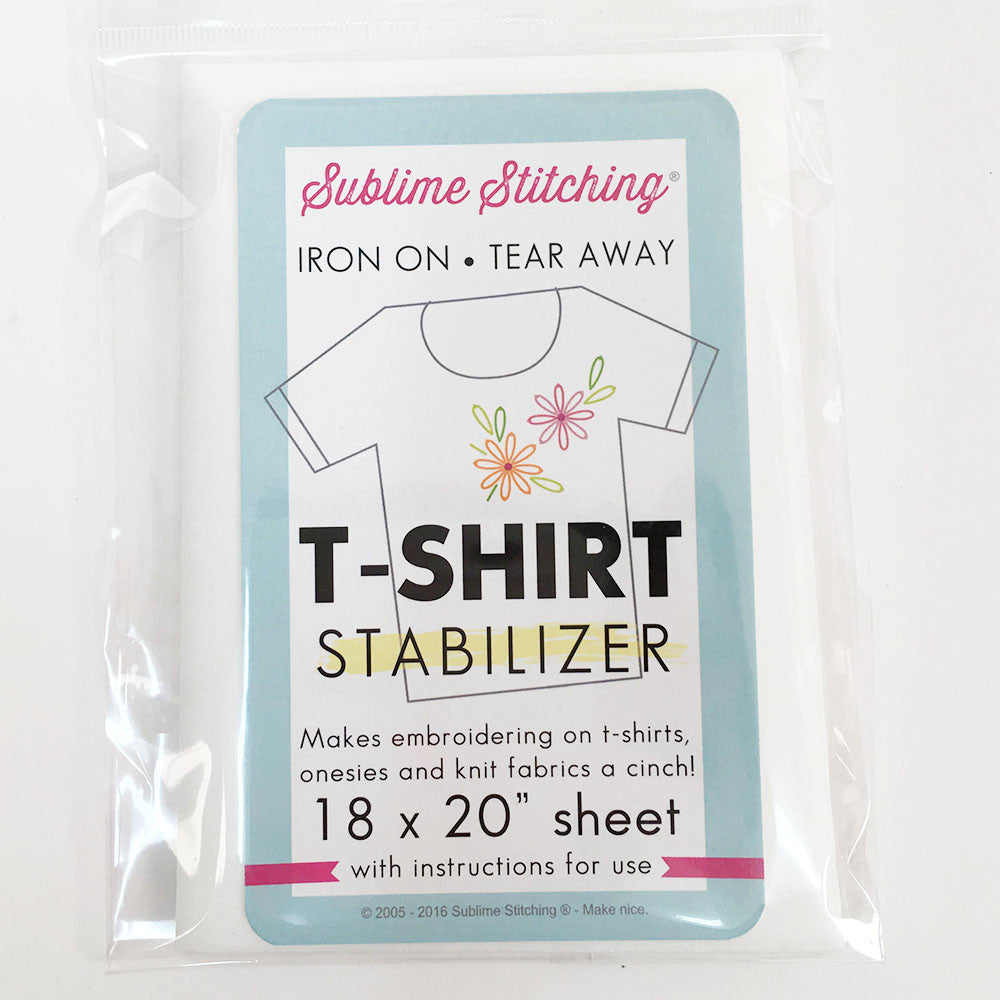 Sublime Stitching®
IRON ON • TEAR AWAY
T-SHIRT
STABILIZER
Makes embroidering on t-shirts,
onesies and knit fabrics a cinch!
18 x 20" sheet
with instructions for use
© 2005 - 2016 Sublime Stitching ® - Make nice.